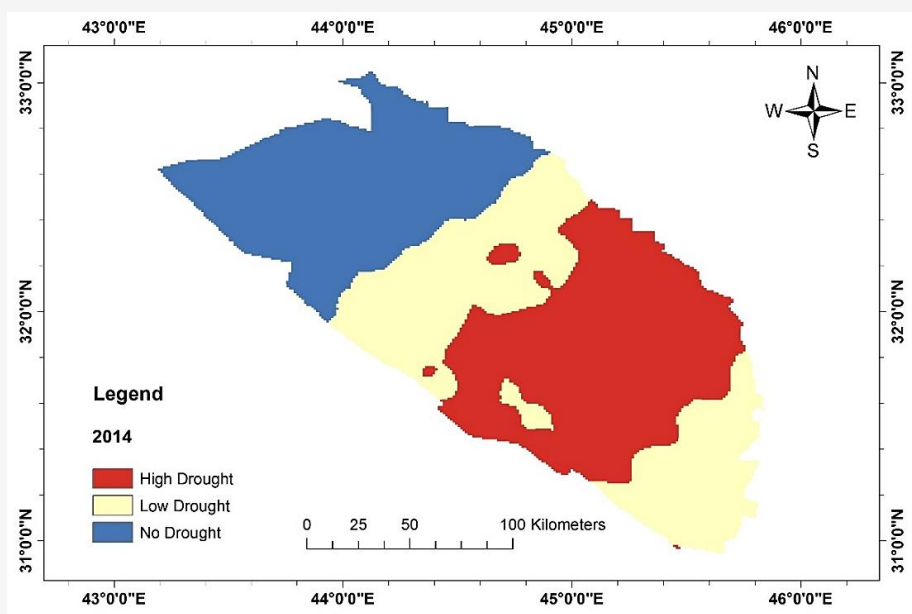 43°0'0"E 44°0'0"E 45°0'0"E 46°0'0"E
33°0'0"N 33°0'0"N
N
W E
S
32°0'0"N 32°0'0"N
Legend
2014
High Drought
Low Drought
No Drought
0 25 50 100 Kilometers
31°0'0"N 31°0'0"N
43°0'0"E 44°0'0"E 45°0'0"E 46°0'0"E